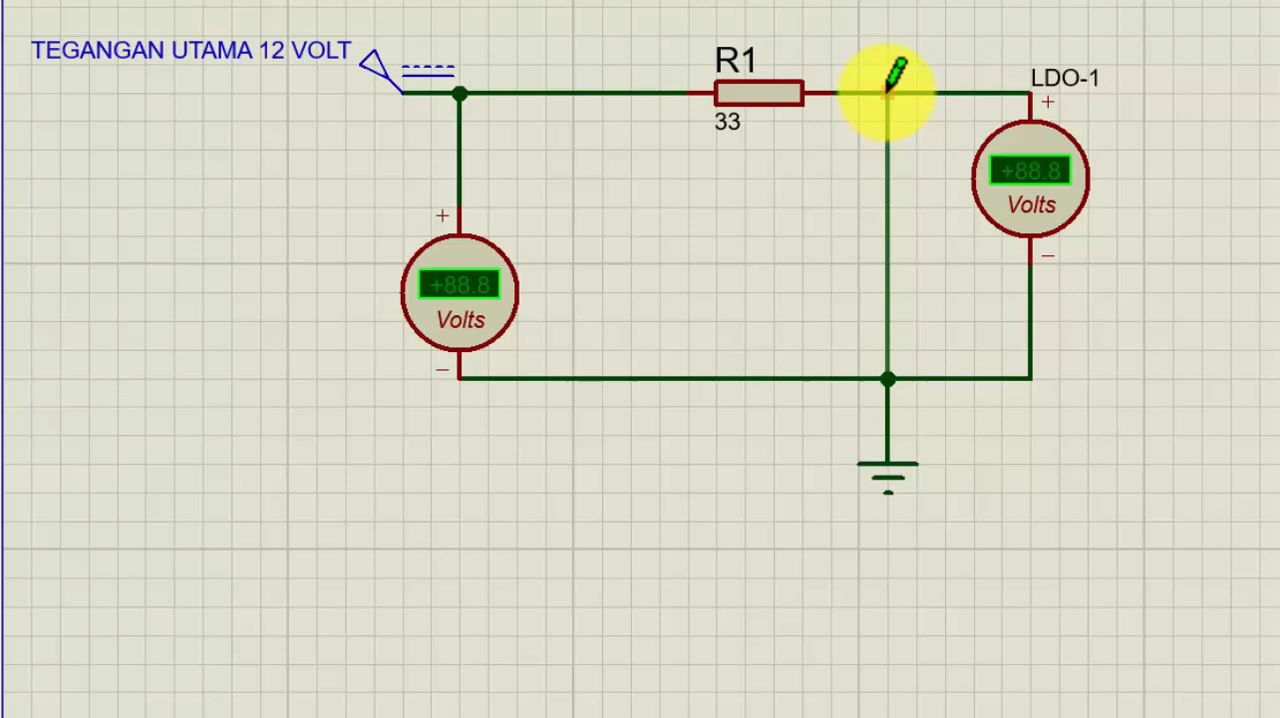 TEGANGAN UTAMA 12 VOLT
R1
33
LDO-1
+
+88.8
Volts
−
+
+88.8
Volts
−